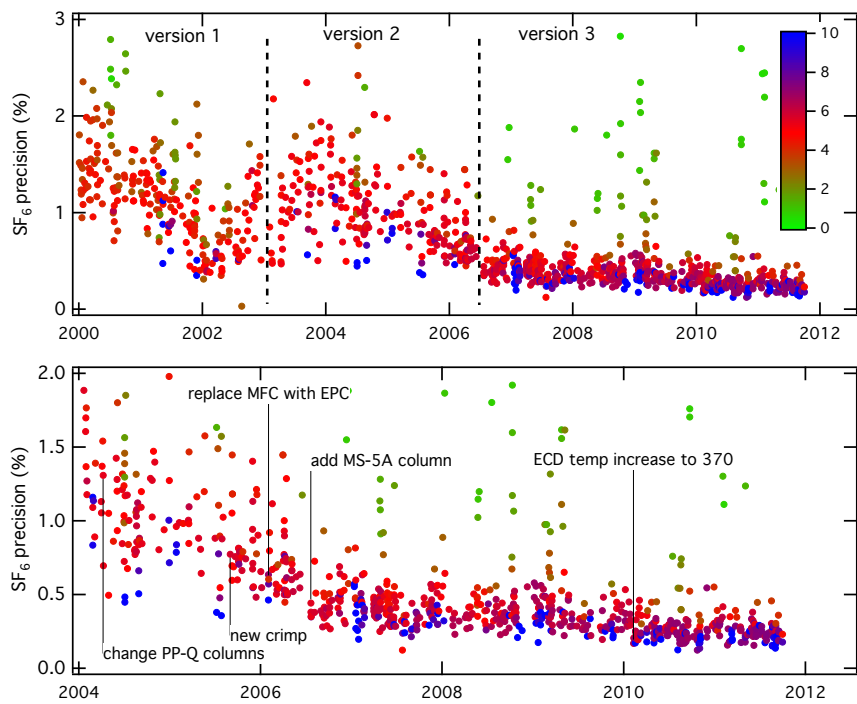 3
2
1
0
SF6 precision (%)
version 1
version 2
version 3
10
8
6
4
2
0
2000
2002
2004
2006
2008
2010
2012
2.0
1.5
1.0
0.5
0.0
SF6 precision (%)
replace MFC with EPC
add MS-5A column
ECD temp increase to 370
new crimp
change PP-Q columns
2004
2006
2008
2010
2012